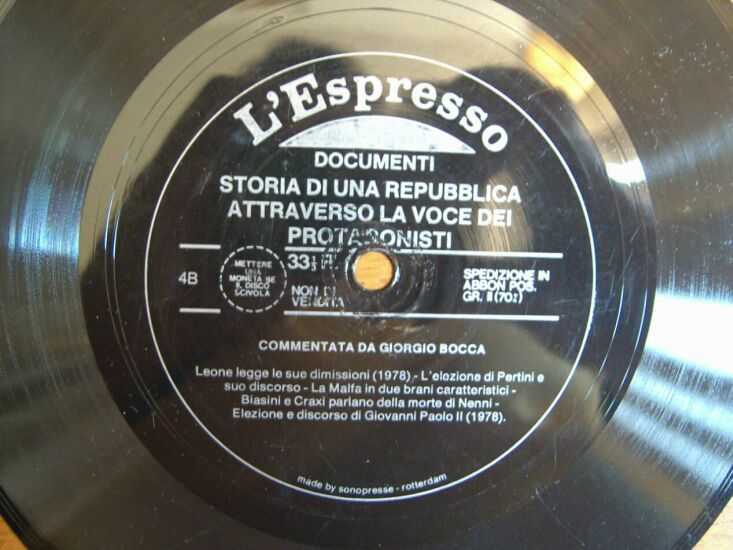 L'Espresso
DOCUMENTI
STORIA DI UNA REPUBBLICA
ATTRAVERSO LA VOCE DEI
PROTAGONISTI
4B
METTERE
UNA
MONETA SE
IL DISCO
SCIVOLA
33⅓
NON IN
VENDITA
SPEDIZIONE IN
ABBON POS.
GR. II (70%)
COMMENTATA DA GIORGIO BOCCA
Leone legge le sue dimissioni (1978) - L'elezione di Pertini e
suo discorso - La Malfa in due brani caratteristici -
Biasini e Craxi parlano della morte di Nenni -
Elezione e discorso di Giovanni Paolo II (1978).
made by sonopresse - rotterdam